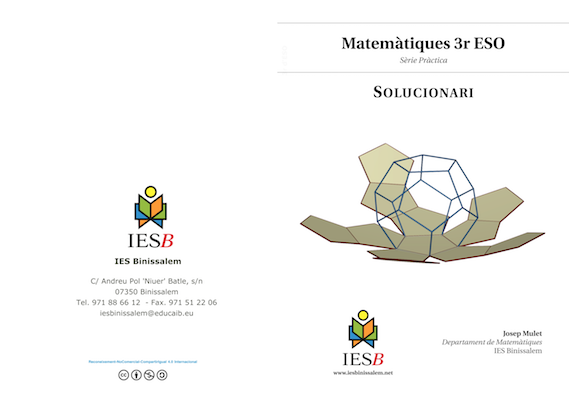 IESB
IES Binissalem
C/ Andreu Pol 'Niuer' Batle, s/n
07350 Binissalem
Tel. 971 88 66 12 - Fax. 971 51 22 06
iesbinissalem@educaib.eu
Reconeixement-NoComercial-CompartirIgual 4.0 Internacional
Matemàtiques 3r ESO
Sèrie Pràctica
SOLUCIONARI
IESB
www.iesbinissalem.net
Josep Mulet
Departament de Matemàtiques
IES Binissalem